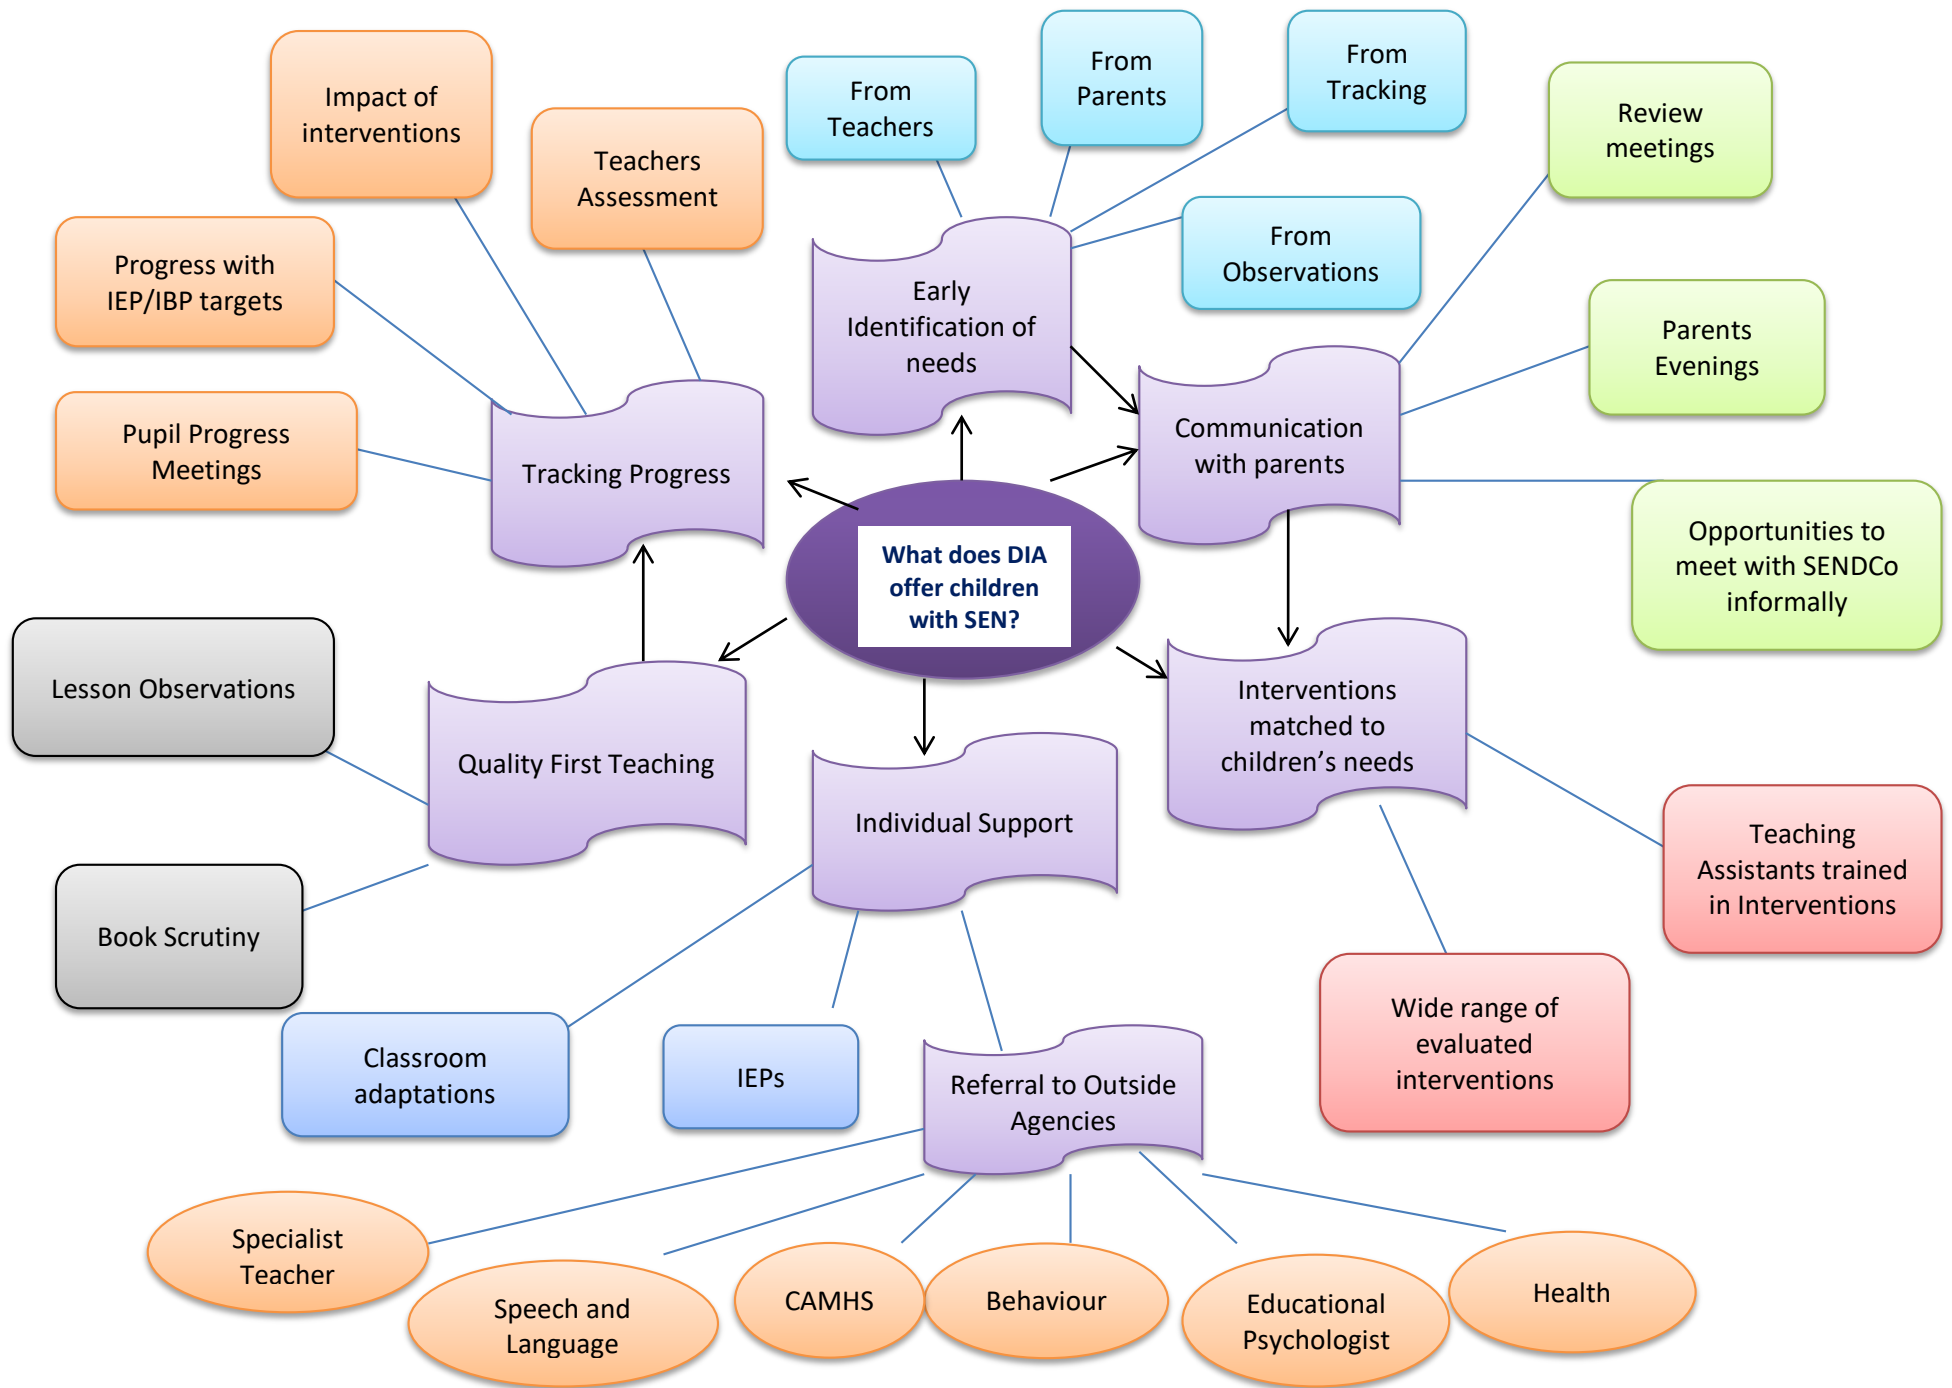 Impact of
interventions
Teachers
Assessment
Progress with
IEP/IBP targets
Pupil Progress
Meetings
Tracking Progress
From
Teachers
From
Parents
From
Tracking
From
Observations
Early
Identification of
needs
Review
meetings
Parents
Evenings
Opportunities to
meet with SENDCo
informally
Communication
with parents
What does DIA
offer children
with SEN?
Lesson Observations
Book Scrutiny
Quality First Teaching
Individual Support
Interventions
matched to
children’s needs
Teaching
Assistants trained
in Interventions
Wide range of
evaluated
interventions
Classroom
adaptations
IEPs
Referral to Outside
Agencies
Specialist
Teacher
Speech and
Language
CAMHS
Behaviour
Educational
Psychologist
Health